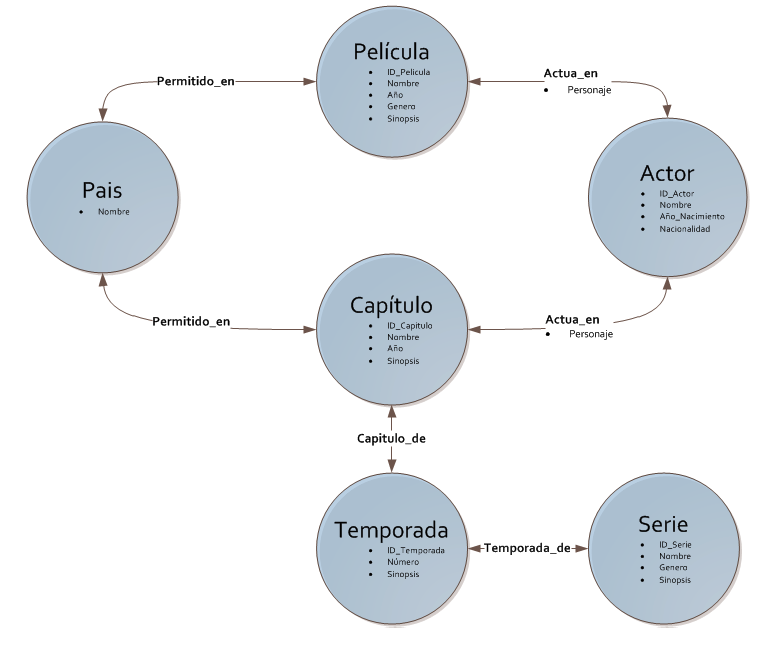 Película
• ID_Pelicula
• Nombre
• Año
• Genero
• Sinopsis
Permitido_en
Actua_en
• Personaje
Pais
• Nombre
Actor
• ID_Actor
• Nombre
• Año_Nacimiento
• Nacionalidad
Capítulo
• ID_Capitulo
• Nombre
• Año
• Sinopsis
Permitido_en
Actua_en
• Personaje
Capitulo_de
Temporada
• ID_Temporada
• Número
• Sinopsis
Temporada_de
Serie
• ID_Serie
• Nombre
• Genero
• Sinopsis